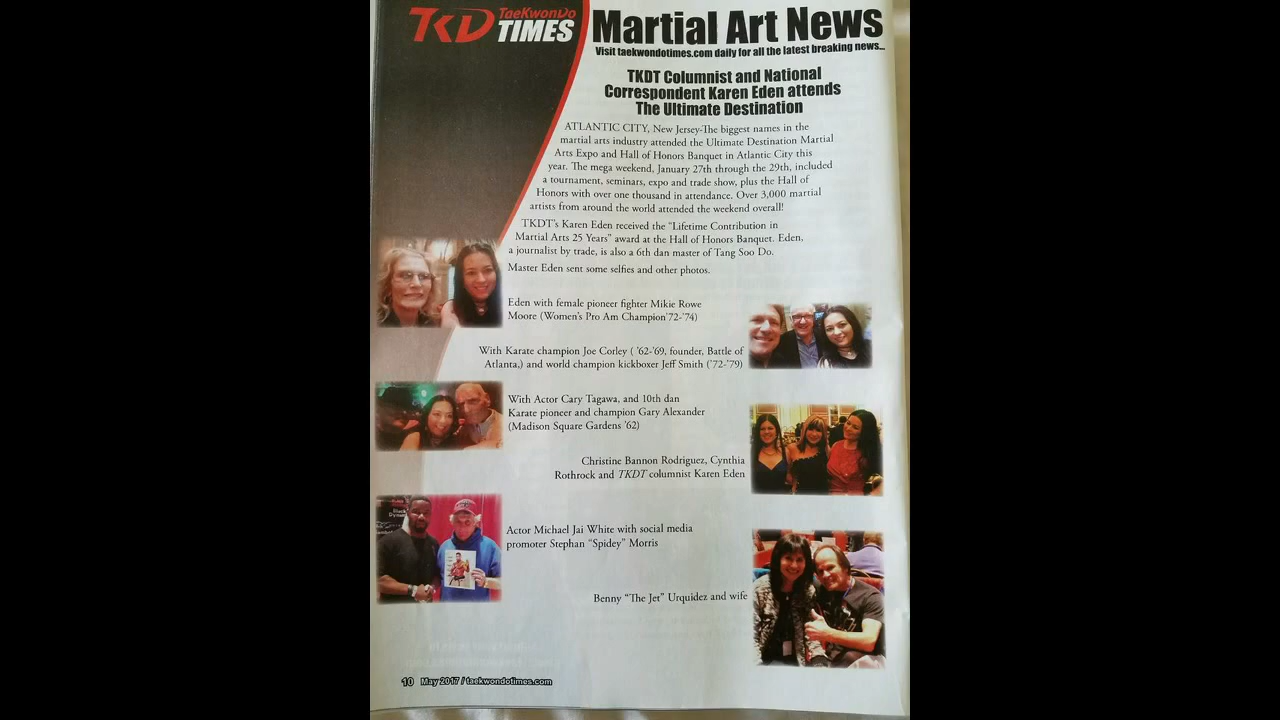 TKD TaeKwonDo
TIMES
Martial Art News
Visit taekwondotimes.com daily for all the latest breaking news...
TKDT Columnist and National
Correspondent Karen Eden attends
The Ultimate Destination
ATLANTIC CITY, New Jersey-The biggest names in the
martial arts industry attended the Ultimate Destination Martial
Arts Expo and Hall of Honors Banquet in Atlantic City this
year. The mega weekend, January 27th through the 29th, included
a tournament, seminars, expo and trade show, plus the Hall of
Honors with over one thousand in attendance. Over 3,000 martial
artists from around the world attended the weekend overall!
TKDT's Karen Eden received the "Lifetime Contribution in
Martial Arts 25 Years" award at the Hall of Honors Banquet. Eden,
a journalist by trade, is also a 6th dan master of Tang Soo Do.
Master Eden sent some selfies and other photos.
Eden with female pioneer fighter Mikie Rowe
Moore (Women's Pro Am Champion'72-'74)
With Karate champion Joe Corley ( '62-'69, founder, Battle of
Atlanta,) and world champion kickboxer Jeff Smith ('72-'79)
With Actor Cary Tagawa, and 10th dan
Karate pioneer and champion Gary Alexander
(Madison Square Gardens '62)
Christine Bannon Rodriguez, Cynthia
Rothrock and TKDT columnist Karen Eden
Actor Michael Jai White with social media
promoter Stephan "Spidey" Morris
Benny "The Jet" Urquidez and wife
10 May 2017 / taekwondotimes.com